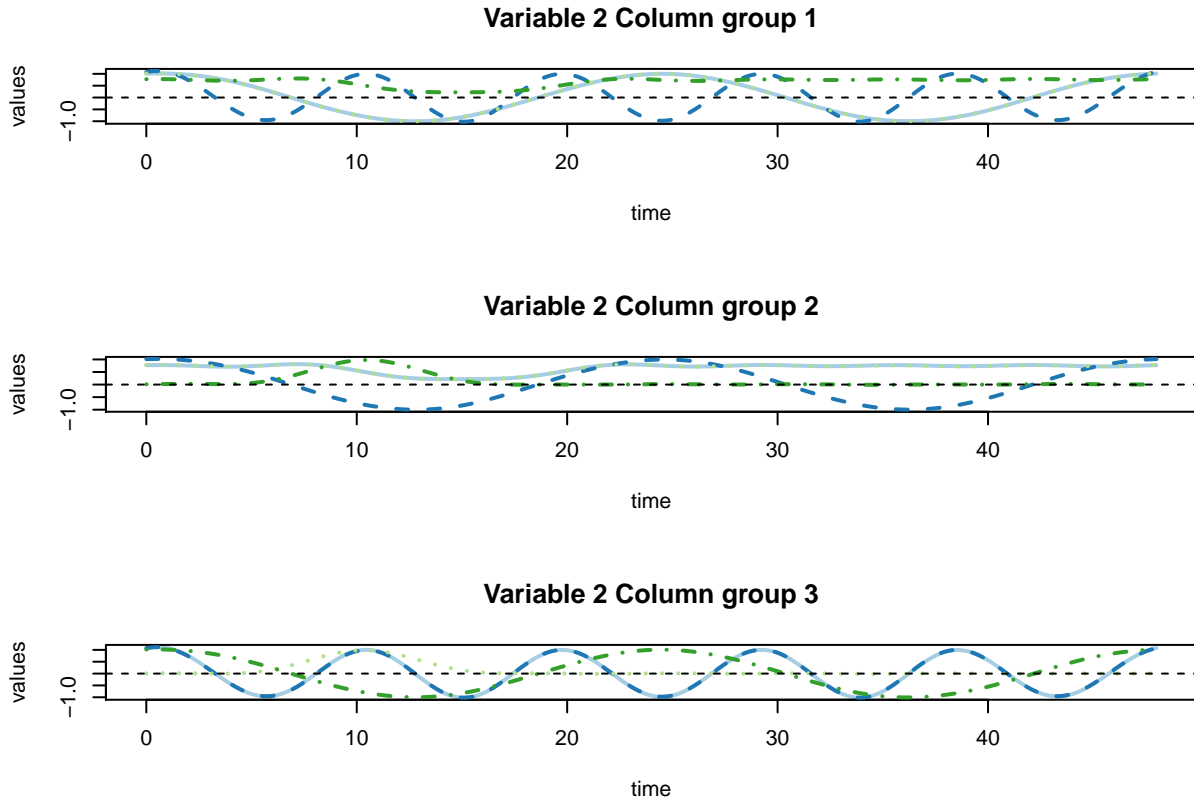 Variable 2 Column group 1
values
−1.0
0 10 20 30 40
time
Variable 2 Column group 2
values
−1.0
0 10 20 30 40
time
Variable 2 Column group 3
values
−1.0
0 10 20 30 40
time